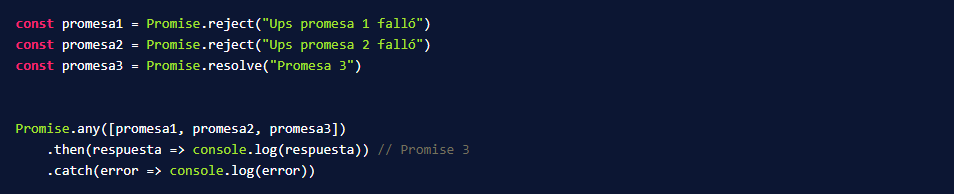 const promesa1 = Promise.reject("Ups promesa 1 falló")
const promesa2 = Promise.reject("Ups promesa 2 falló")
const promesa3 = Promise.resolve("Promesa 3")
Promise.any([promesa1, promesa2, promesa3])
.then(respuesta => console.log(respuesta)) // Promise 3
.catch(error => console.log(error))